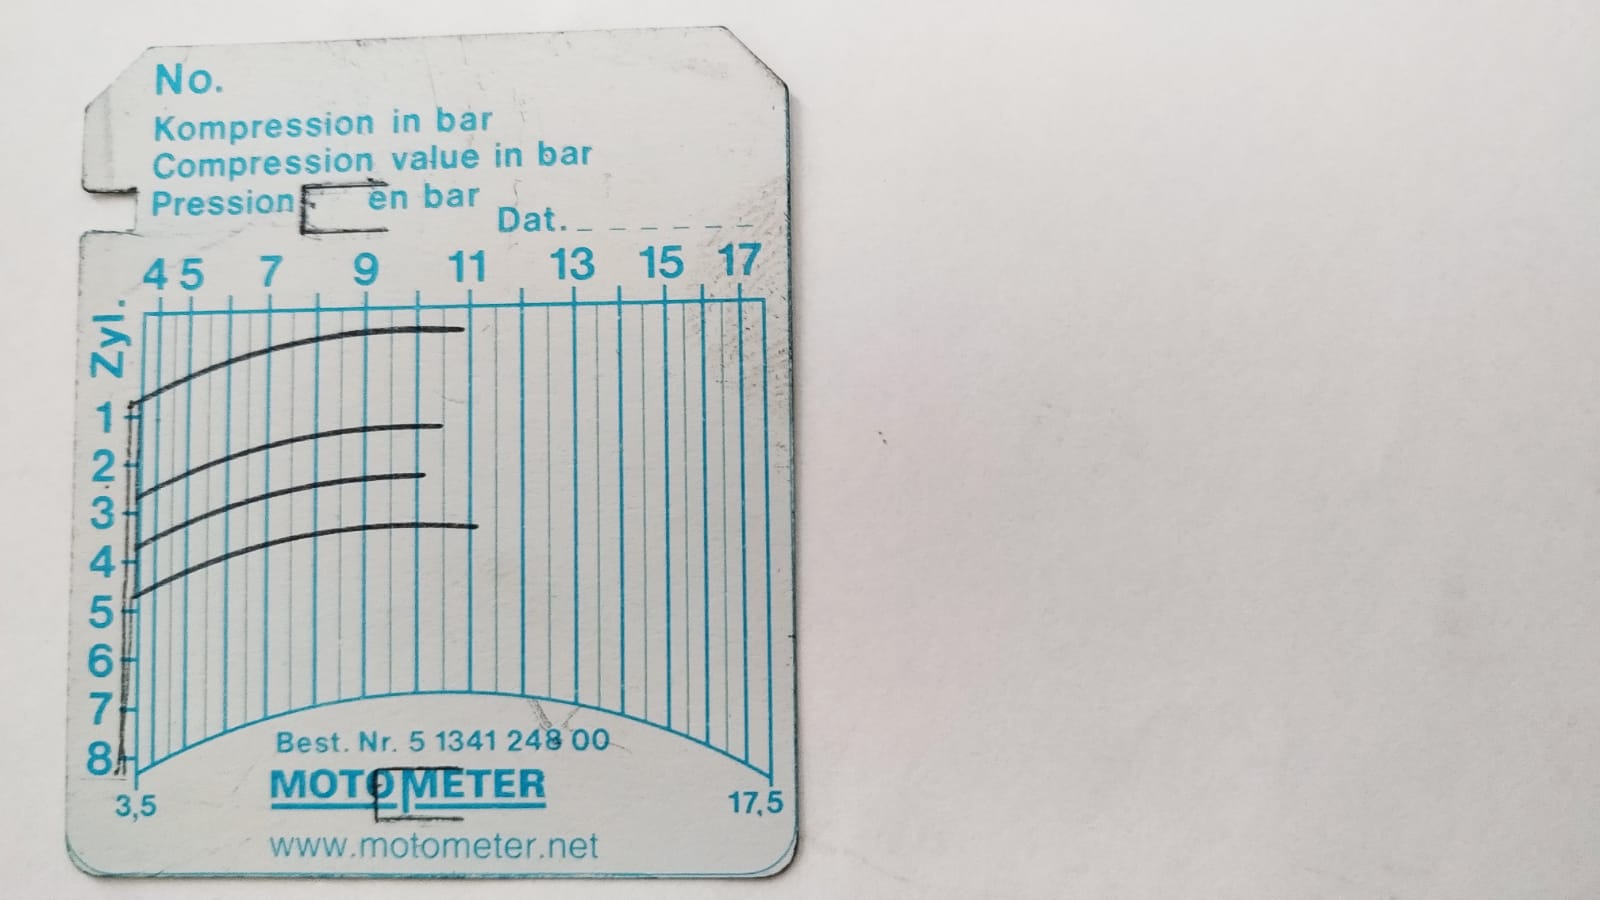 No.
Kompression in bar
Compression value in bar
Pression en bar
Dat.
4 5 7 9 11 13 15 17
Zyl.
1
2
3
4
5
6
7
8
3,5 17,5
Best. Nr. 5 1341 248 00
MOTOMETER
www.motometer.net